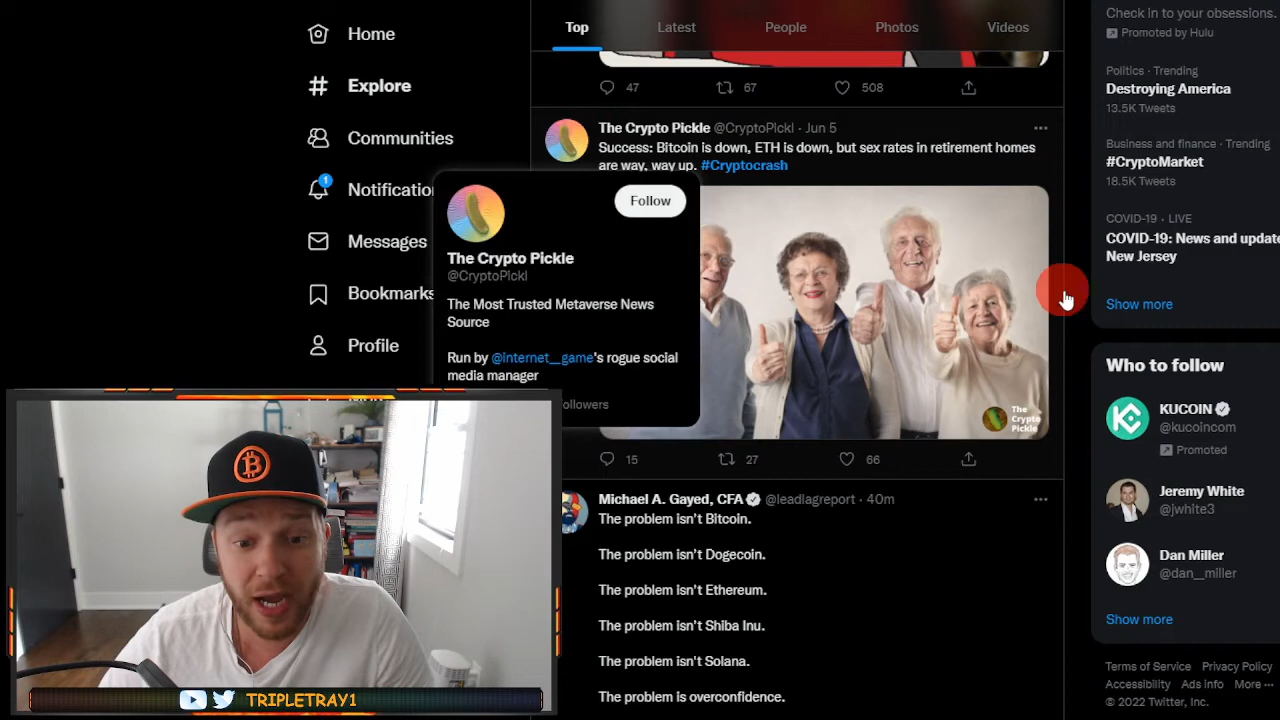 Home
Explore
Communities
1
Notificatio
Messages
Bookmarks
Profile
Top
Latest
People
Photos
Videos
47
67
508
The Crypto Pickle @CryptoPickl · Jun 5
Success: Bitcoin is down, ETH is down, but sex rates in retirement homes
are way, way up. #Cryptocrash
Follow
The Crypto Pickle
@CryptoPickl
The Most Trusted Metaverse News
Source
Run by @internet__game's rogue social
media manager
ollowers
The
Crypto
Pickle
15
27
66
Michael A. Gayed, CFA @leadlagreport · 40m
The problem isn't Bitcoin.
The problem isn't Dogecoin.
The problem isn't Ethereum.
The problem isn't Shiba Inu.
The problem isn't Solana.
The problem is overconfidence.
Check in to your obsessions.
Promoted by Hulu
Politics · Trending
Destroying America
13.5K Tweets
Business and finance · Trending
#CryptoMarket
18.5K Tweets
COVID-19 · LIVE
COVID-19: News and update
New Jersey
Show more
Who to follow
KUCOIN
@kucoincom
Promoted
Jeremy White
@jwhite3
Dan Miller
@dan__miller
Show more
Terms of Service Privacy Policy
Accessibility Ads info More ···
© 2022 Twitter, Inc.
B
TRIPLETRAY1